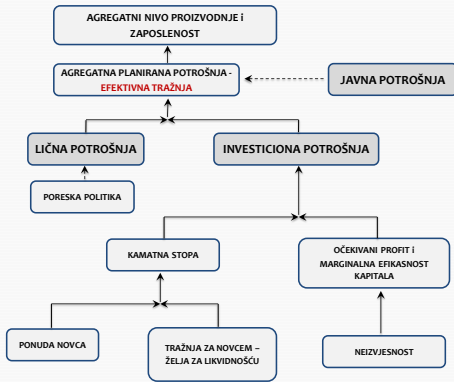 AGREGATNI NIVO PROIZVODNJE i
ZAPOSLENOST
AGREGATNA PLANIRANA POTROŠNJA -
EFEKTIVNA TRAŽNJA
JAVNA POTROŠNJA
LIČNA POTROŠNJA
INVESTICIONA POTROŠNJA
PORESKA POLITIKA
KAMATNA STOPA
OČEKIVANI PROFIT i
MARGINALNA EFIKASNOST
KAPITALA
PONUDA NOVCA
TRAŽNJA ZA NOVCEM –
ŽELJA ZA LIKVIDNOŠĆU
NEIZVJESNOST